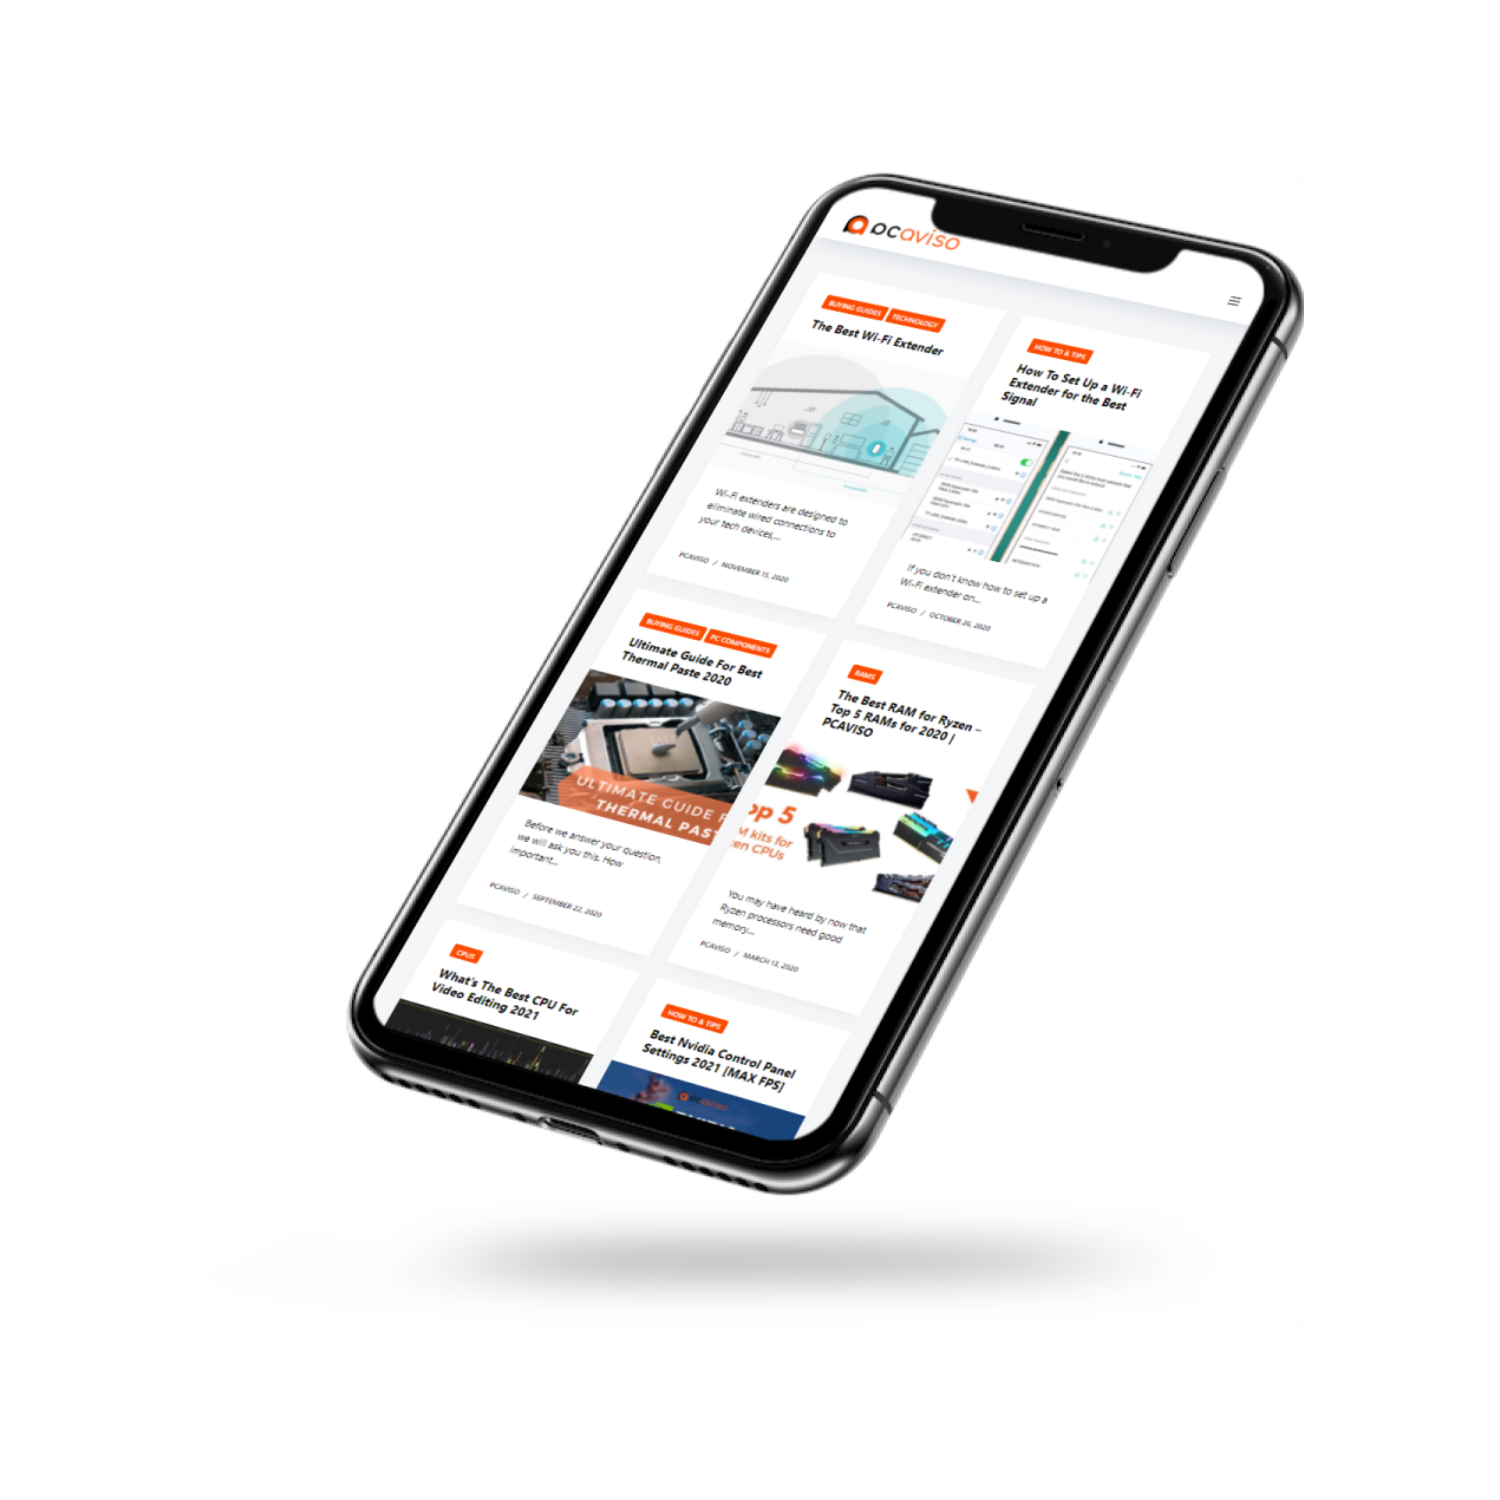 pcaviso
BUYING GUIDES TECHNOLOGY
The Best Wi-Fi Extender
Wi-Fi extenders are designed to
eliminate wired connections to
your tech devices,...
PCAVISO / NOVEMBER 15, 2020
HOW TO & TIPS
How To Set Up a Wi-Fi
Extender for the Best
Signal
If you don't know how to set up a
Wi-Fi extender on...
PCAVISO / OCTOBER 26, 2020
BUYING GUIDES PC COMPONENTS
Ultimate Guide For Best
Thermal Paste 2020
ULTIMATE GUIDE F
THERMAL PAST
Before we answer your question,
we will ask you this. How
important...
PCAVISO / SEPTEMBER 22, 2020
RAMS
The Best RAM for Ryzen –
Top 5 RAMs for 2020 |
PCAVISO
op 5
M kits for
zen CPUs
You may have heard by now that
Ryzen processors need good
memory...
PCAVISO / MARCH 13, 2020
CPUS
What's The Best CPU For
Video Editing 2021
HOW TO & TIPS
Best Nvidia Control Panel
Settings 2021 [MAX FPS]
pcaviso